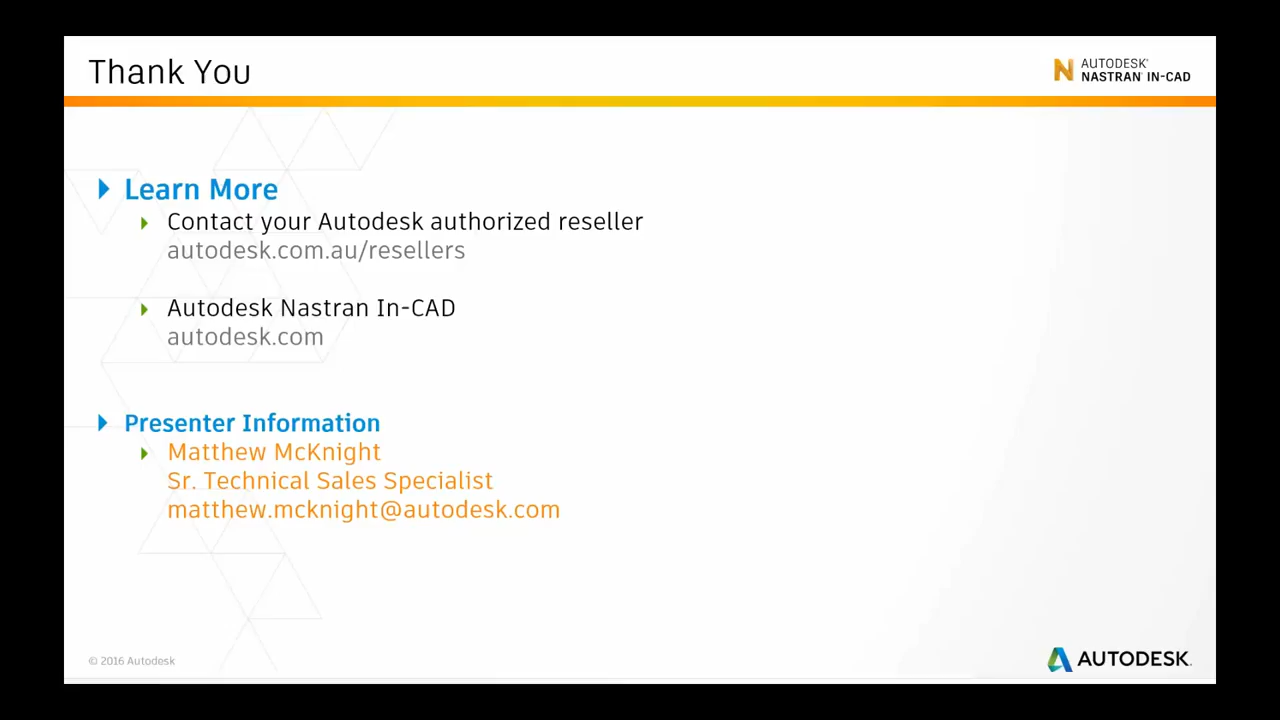 Thank You
AUTODESK®
NASTRAN® IN-CAD
Learn More
Contact your Autodesk authorized reseller
autodesk.com.au/resellers
Autodesk Nastran In-CAD
autodesk.com
Presenter Information
Matthew McKnight
Sr. Technical Sales Specialist
matthew.mcknight@autodesk.com
© 2016 Autodesk
AUTODESK.